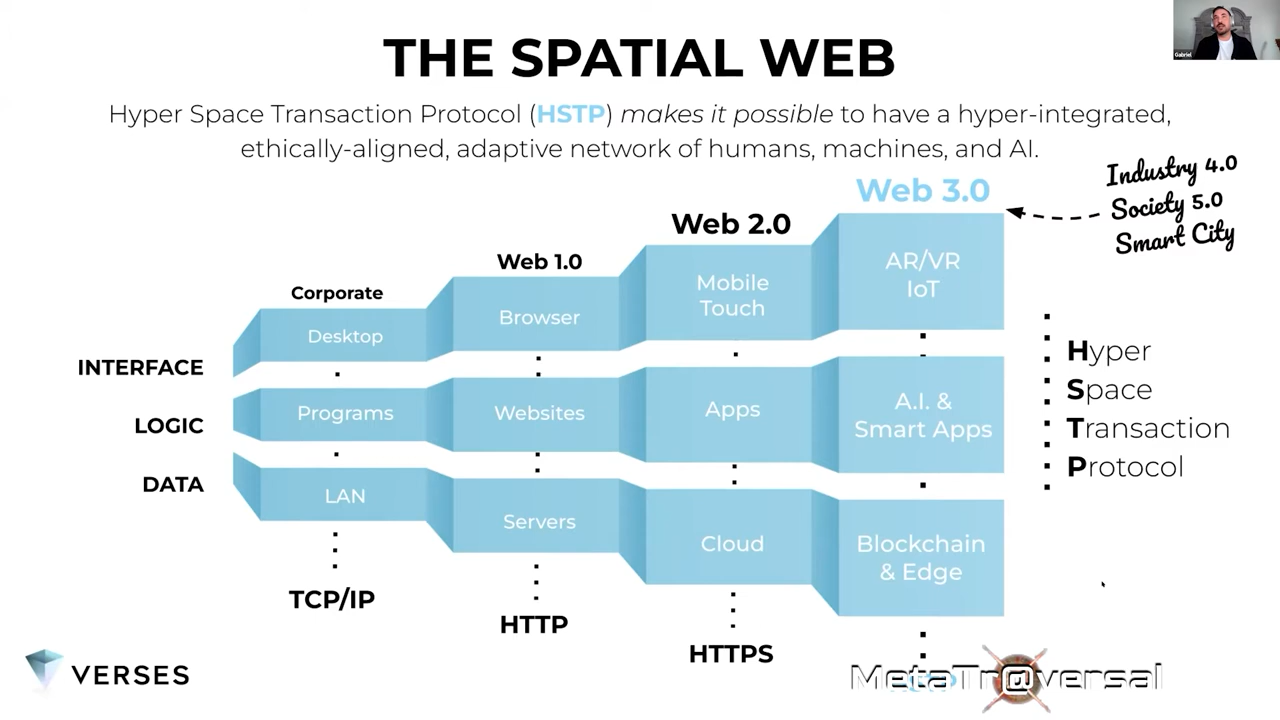 Gabriel
THE SPATIAL WEB
Hyper Space Transaction Protocol (HSTP) makes it possible to have a hyper-integrated,
ethically-aligned, adaptive network of humans, machines, and AI.
Industry 4.0
Society 5.0
Smart City
Corporate
Web 1.0
Web 2.0
Web 3.0
INTERFACE
Desktop
Browser
Mobile
Touch
AR/VR
IoT
LOGIC
Programs
Websites
Apps
A.I. &
Smart Apps
DATA
LAN
Servers
Cloud
Blockchain
& Edge
TCP/IP
HTTP
HTTPS
Hyper
Space
Transaction
Protocol
VERSES
MetaTr@versal